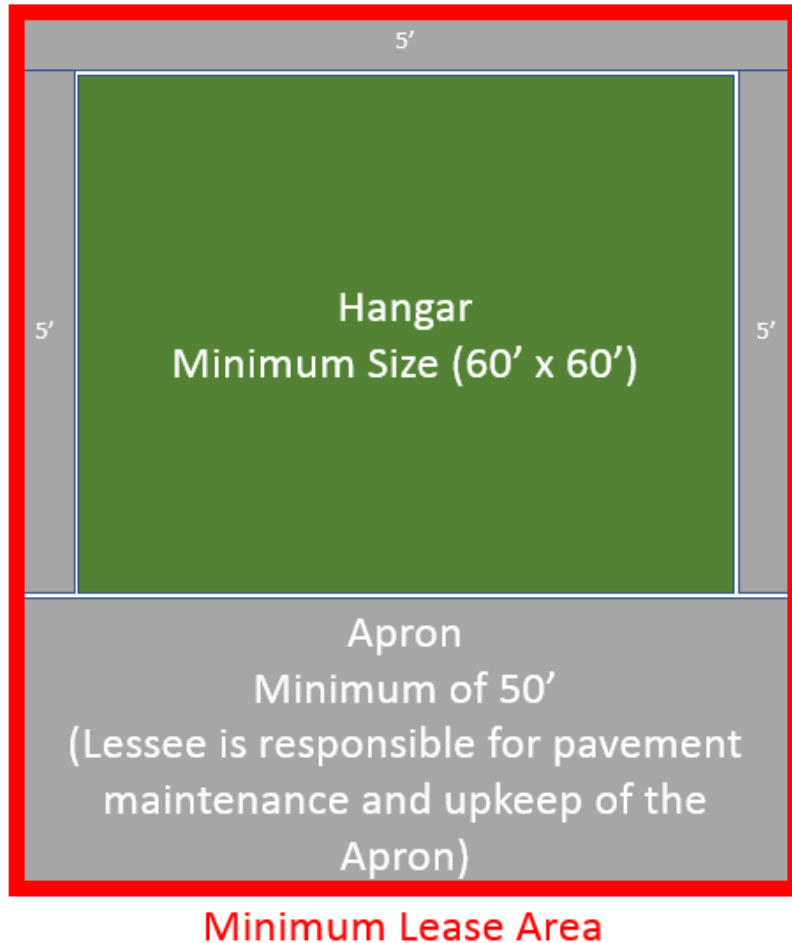 5’
Hangar
Minimum Size (60’ x 60’)
5’
5’
Apron
Minimum of 50’
(Lessee is responsible for pavement
maintenance and upkeep of the
Apron)
Minimum Lease Area